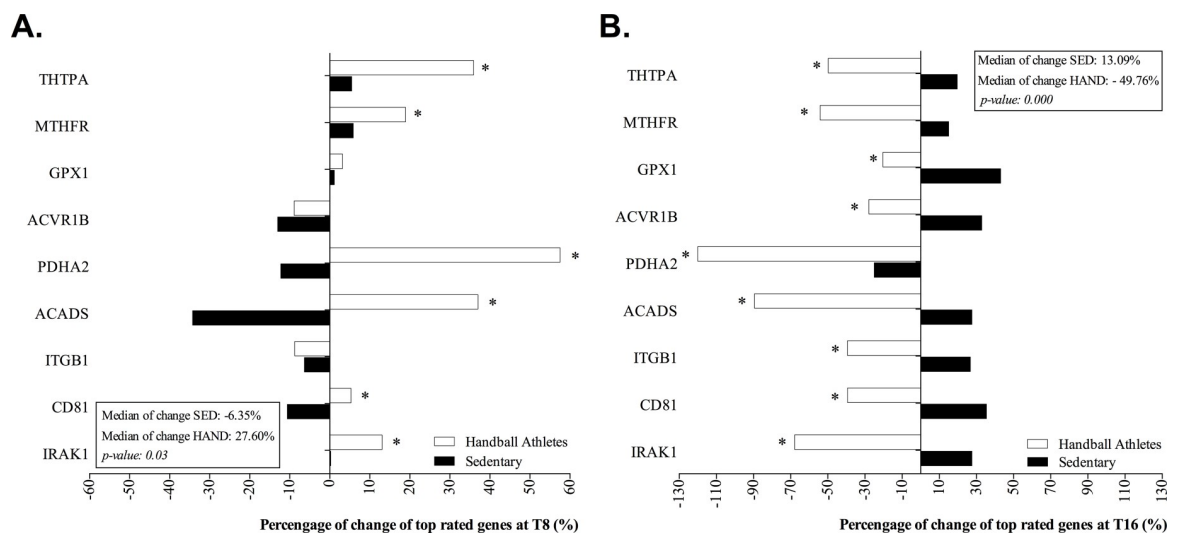 A.
THTPA
*
MTHFR
*
GPX1
ACVR1B
PDHA2
*
ACADS
*
ITGB1
CD81
*
IRAK1
*
Median of change SED: -6.35%
Median of change HAND: 27.60%
p-value: 0.03
Handball Athletes
Sedentary
-60
-50
-40
-30
-20
-10
0
10
20
30
40
50
60
Percengage of change of top rated genes at T8 (%)
B.
Median of change SED: 13.09%
Median of change HAND: - 49.76%
p-value: 0.000
THTPA
*
MTHFR
*
GPX1
*
ACVR1B
*
PDHA2
*
ACADS
*
ITGB1
*
CD81
*
IRAK1
*
Handball Athletes
Sedentary
-130
-110
-90
-70
-50
-30
-10
10
30
50
70
90
110
130
Percengage of change of top rated genes at T16 (%)